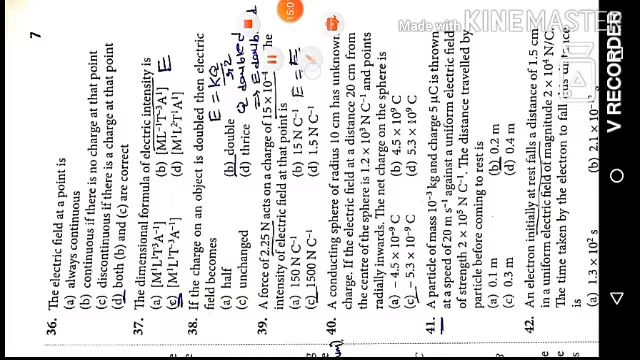 7
36. The electric field at a point is
(a) always continuous
(b) continuous if there is no charge at that point
(c) discontinuous if there is a charge at that point
(d) both (b) and (c) are correct
37. The dimensional formula of electric intensity is
(a) [M¹L¹T³A⁻¹] (b) [ML⁻¹T⁻³A¹]
(c) [M¹L¹T⁻³A⁻¹] (d) [M¹L²T¹A¹]
38. If the charge on an object is doubled then electric
field becomes
(a) half (b) double
(c) unchanged (d) thrice
E
E = KQ/r²
Q doubled
⇒ E doub.
39. A force of 2.25 N acts on a charge of 15 × 10⁻⁴ The
intensity of electric field at that point is
(a) 150 N C⁻¹ (b) 15 N C⁻¹
(c) 1500 N C⁻¹ (d) 1.5 N C⁻¹
E = F
40. A conducting sphere of radius 10 cm has unknown
charge. If the electric field at a distance 20 cm from
the centre of the sphere is 1.2 × 10³ N C⁻¹ and points
radially inwards. The net charge on the sphere is
(a) – 4.5 × 10⁻⁹ C (b) 4.5 × 10⁹ C
(c) – 5.3 × 10⁻⁹ C (d) 5.3 × 10⁹ C
41. A particle of mass 10⁻³ kg and charge 5 μC is thrown
at a speed of 20 m s⁻¹ against a uniform electric field
of strength 2 × 10⁵ N C⁻¹. The distance travelled by
particle before coming to rest is
(a) 0.1 m (b) 0.2 m
(c) 0.3 m (d) 0.4 m
42. An electron initially at rest falls a distance of 1.5 cm
in a uniform electric field of magnitude 2 × 10⁴ N/C.
The time taken by the electron to fall this distance
is
(a) 1.3 × 10² s (b) 2.1 × 10⁻¹² s
Made With
KINEMASTER
RECORDER